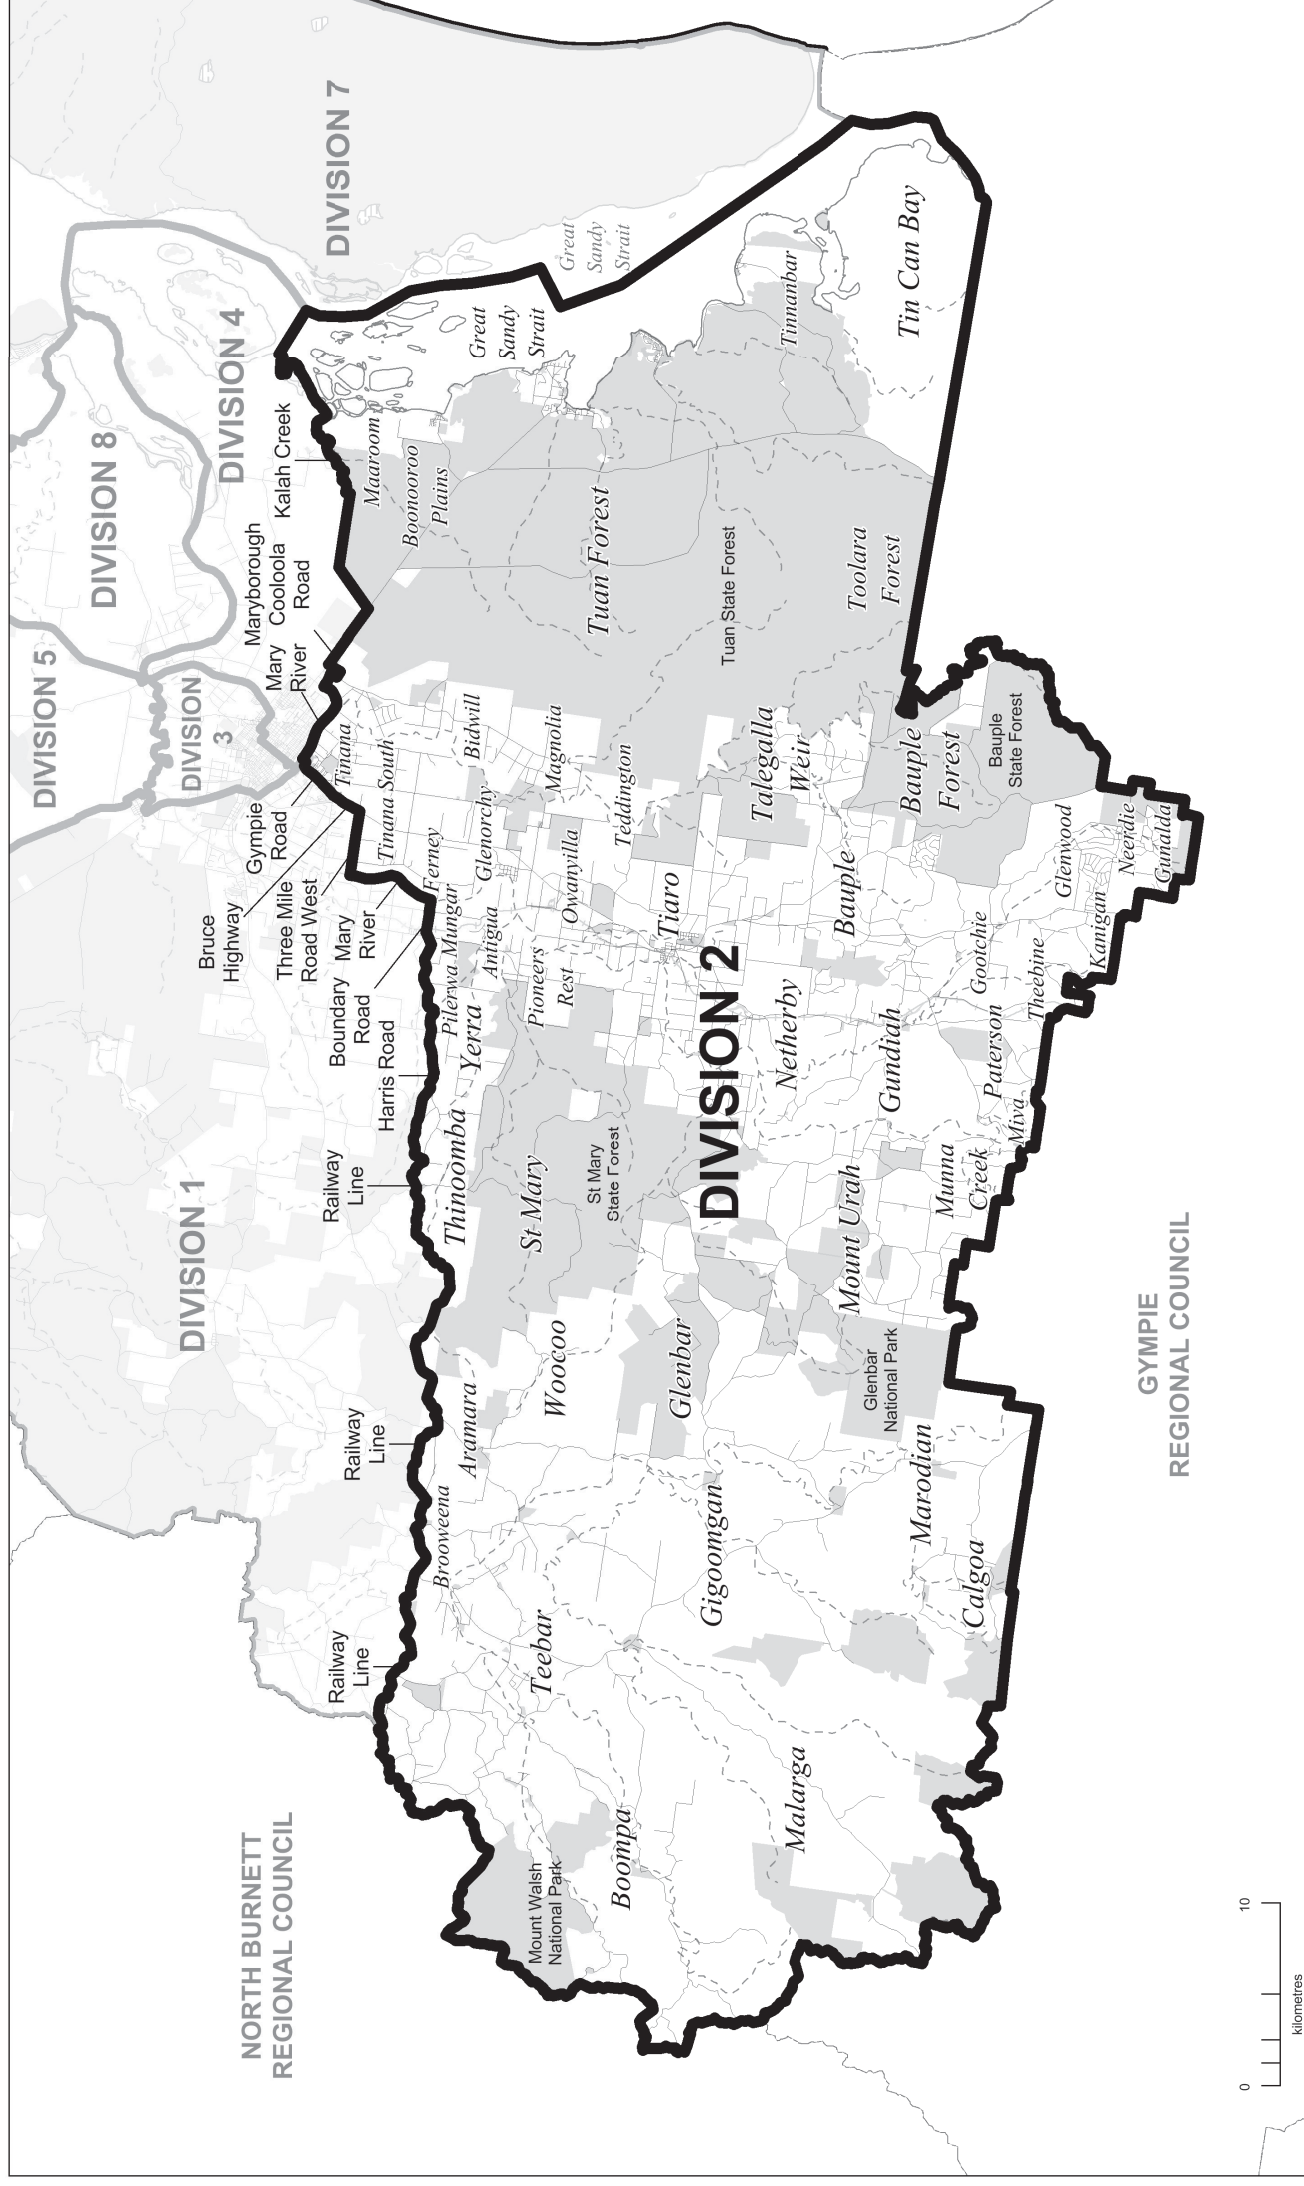 DIVISION 5
DIVISION 8
DIVISION
3
DIVISION 4
DIVISION 7
DIVISION 1
NORTH BURNETT
REGIONAL COUNCIL
GYMPIE
REGIONAL COUNCIL
DIVISION 2
Railway
Line
Railway
Line
Railway
Line
Harris Road
Boundary
Road
Mary
River
Three Mile
Road West
Bruce
Highway
Gympie
Road
Mary
River
Maryborough
Cooloola
Road
Kalah Creek
Great
Sandy
Strait
Great
Sandy
Strait
Maaroom
Boonooroo
Plains
Tinana
Tinana South
Bidwill
Magnolia
Ferney
Glenorchy
Teddington
Pilerwa
Mungar
Antigua
Owanyilla
Yerra
Pioneers
Rest
Thinoomba
St Mary
St Mary
State Forest
Aramara
Woocoo
Brooweena
Teebar
Mount Walsh
National Park
Boompa
Glenbar
Gigoomgan
Malarga
Glenbar
National Park
Marodian
Calgoa
Mount Urah
Munna
Creek
Miva
Netherby
Gundiah
Paterson
Theebine
Gootchie
Kanigan
Tiaro
Bauple
Glenwood
Neerdie
Gunalda
Talegalla
Weir
Bauple
Forest
Bauple
State Forest
Tuan Forest
Tuan State Forest
Toolara
Forest
Tinnanbar
Tin Can Bay
0
10
kilometres